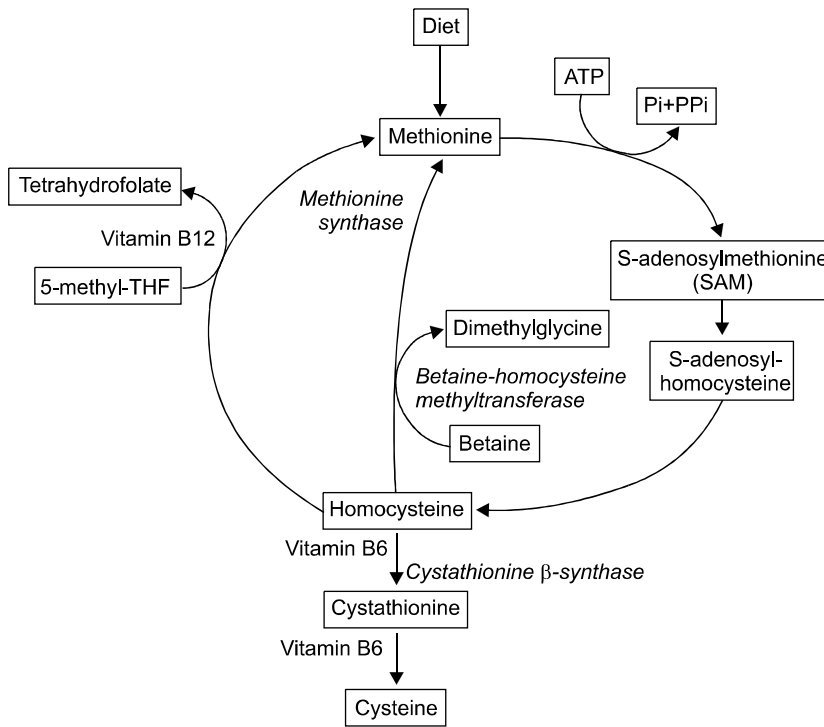 Diet
ATP
Pi+PPi
Methionine
Tetrahydrofolate
Methionine
synthase
Vitamin B12
5-methyl-THF
S-adenosylmethionine
(SAM)
Dimethylglycine
S-adenosyl-
homocysteine
Betaine-homocysteine
methyltransferase
Betaine
Homocysteine
Vitamin B6
Cystathionine β-synthase
Cystathionine
Vitamin B6
Cysteine